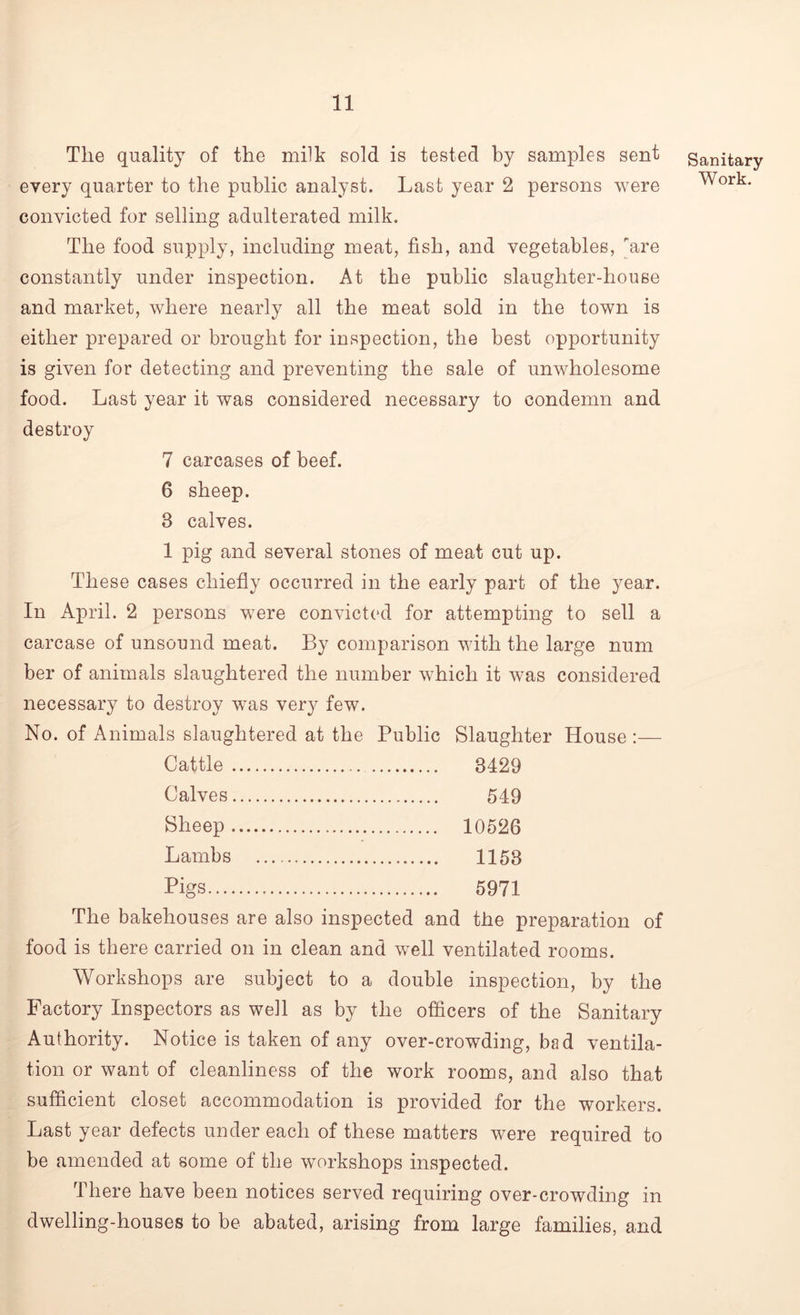 11
The quality of the milk sold is tested by samples sent
every quarter to the public analyst. Last year 2 persons were
convicted for selling adulterated milk.
Sanitary
Work.
The food supply, including meat, fish, and vegetables, 'are
constantly under inspection. At the public slaughter-house
and market, where nearly all the meat sold in the town is
either prepared or brought for inspection, the best opportunity
is given for detecting and preventing the sale of unwholesome
food. Last year it was considered necessary to condemn and
destroy
7 carcases of beef.
6 sheep.
3 calves.
1 pig and several stones of meat cut up.
These cases chiefly occurred in the early part of the year.
In April. 2 persons were convicted for attempting to sell a
carcase of unsound meat. By comparison with the large num
ber of animals slaughtered the number which it was considered
necessary to destroy was very few.
No. of Animals slaughtered at the Public Slaughter House :—
Cattle .............................. 3429
Calves.............................. 549
Sheep .............................. 10526
Lambs .............................. 1153
Pigs.............................. 5971
The bakehouses are also inspected and the preparation of
food is there carried on in clean and well ventilated rooms.
Workshops are subject to a double inspection, by the
Factory Inspectors as well as by the officers of the Sanitary
Authority. Notice is taken of any over-crowding, bad ventila-
tion or want of cleanliness of the work rooms, and also that
sufficient closet accommodation is provided for the workers.
Last year defects under each of these matters were required to
be amended at some of the workshops inspected.
There have been notices served requiring over-crowding in
dwelling-houses to be abated, arising from large families, and